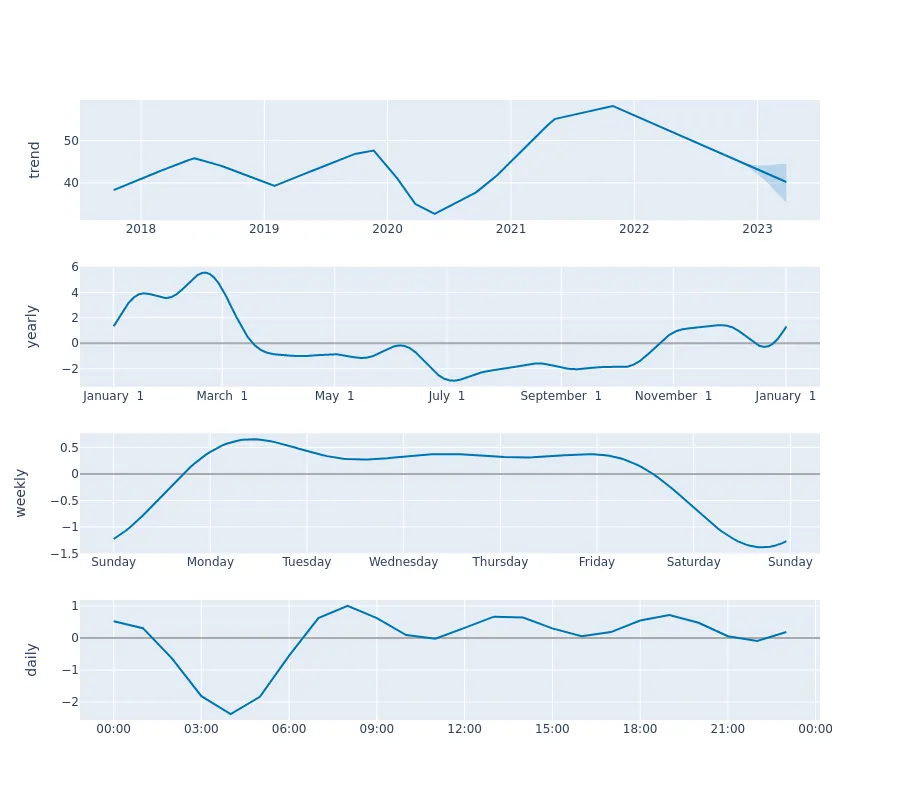 trend
50
40
2018 2019 2020 2021 2022 2023
yearly
6
4
2
0
−2
January 1 March 1 May 1 July 1 September 1 November 1 January 1
weekly
0.5
0
−0.5
−1
−1.5
Sunday Monday Tuesday Wednesday Thursday Friday Saturday Sunday
daily
1
0
−1
−2
00:00 03:00 06:00 09:00 12:00 15:00 18:00 21:00 00:00